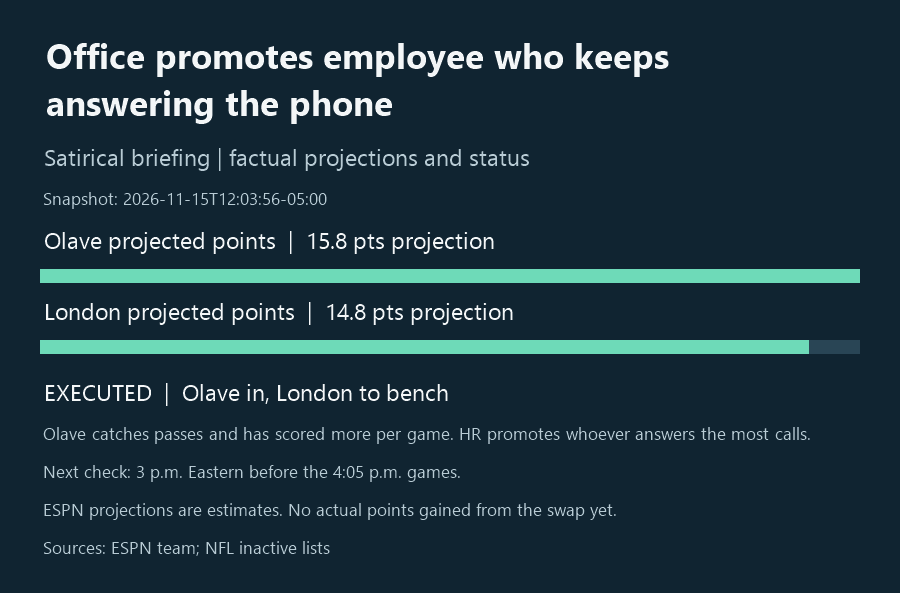 Office promotes employee who keeps
answering the phone
Satirical briefing | factual projections and status
Snapshot: 2026-11-15T12:03:56-05:00
Olave projected points | 15.8 pts projection
London projected points | 14.8 pts projection
EXECUTED | Olave in, London to bench
Olave catches passes and has scored more per game. HR promotes whoever answers the most calls.
Next check: 3 p.m. Eastern before the 4:05 p.m. games.
ESPN projections are estimates. No actual points gained from the swap yet.
Sources: ESPN team; NFL inactive lists